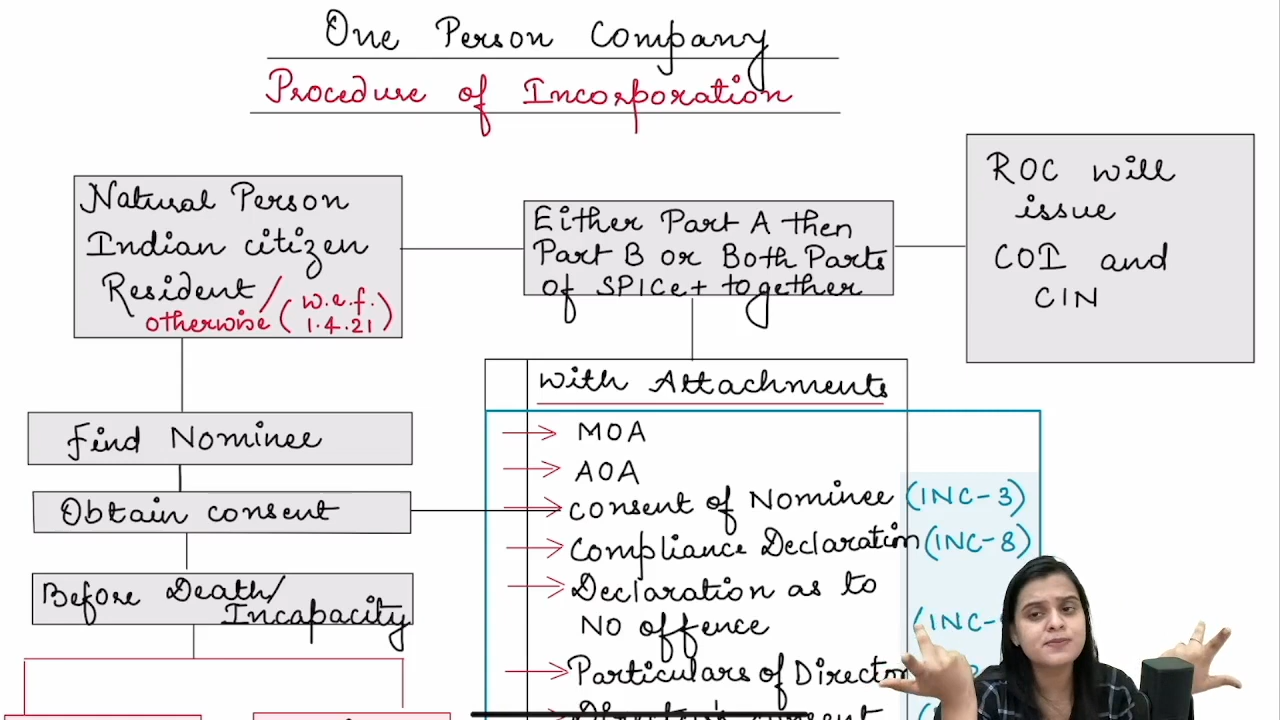 One Person Company
Procedure of Incorporation
Natural Person
Indian citizen
Resident/
otherwise (w.e.f. 1.4.21)
Find Nominee
Obtain consent
Before Death/
Incapacity
Either Part A then
Part B or Both Parts
of SPICe+ together
ROC will
issue
COI and
CIN
With Attachments
MOA
AOA
Consent of Nominee (INC-3)
Compliance Declaration (INC-8)
Declaration as to
NO offence
(INC-
Particulars of Director
consent